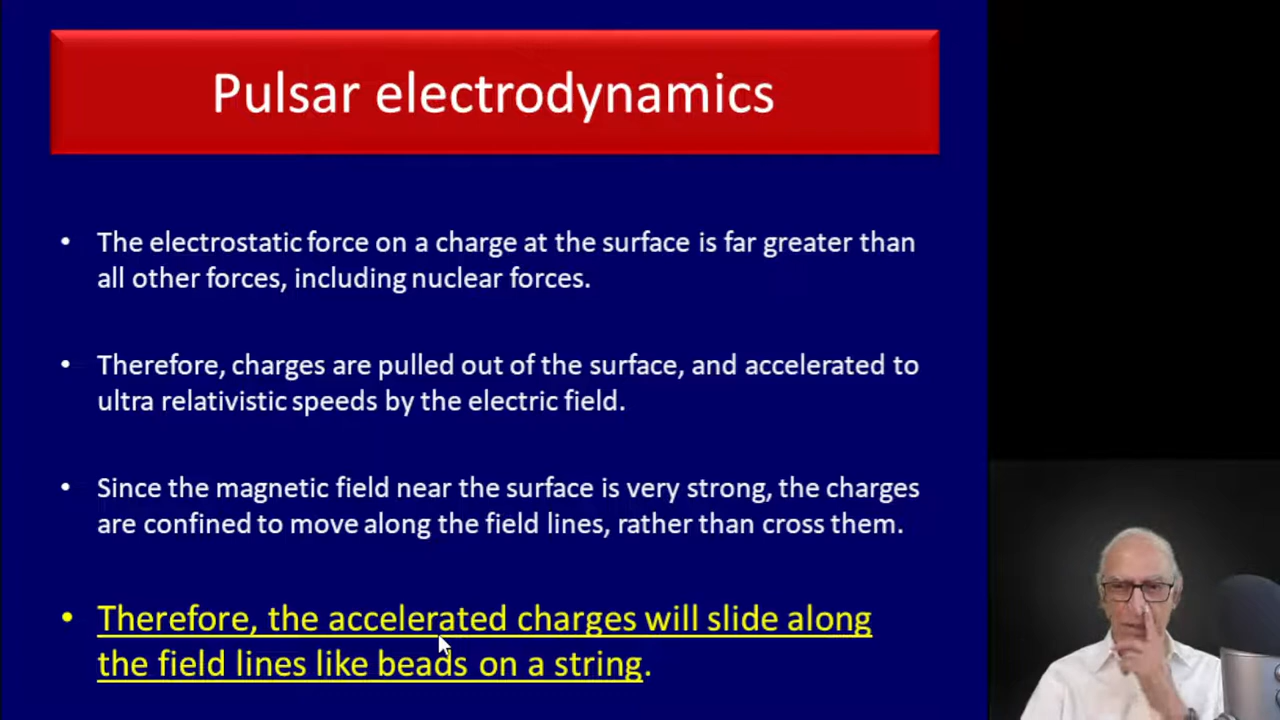 Pulsar electrodynamics
• The electrostatic force on a charge at the surface is far greater than
all other forces, including nuclear forces.
• Therefore, charges are pulled out of the surface, and accelerated to
ultra relativistic speeds by the electric field.
• Since the magnetic field near the surface is very strong, the charges
are confined to move along the field lines, rather than cross them.
• Therefore, the accelerated charges will slide along
the field lines like beads on a string.